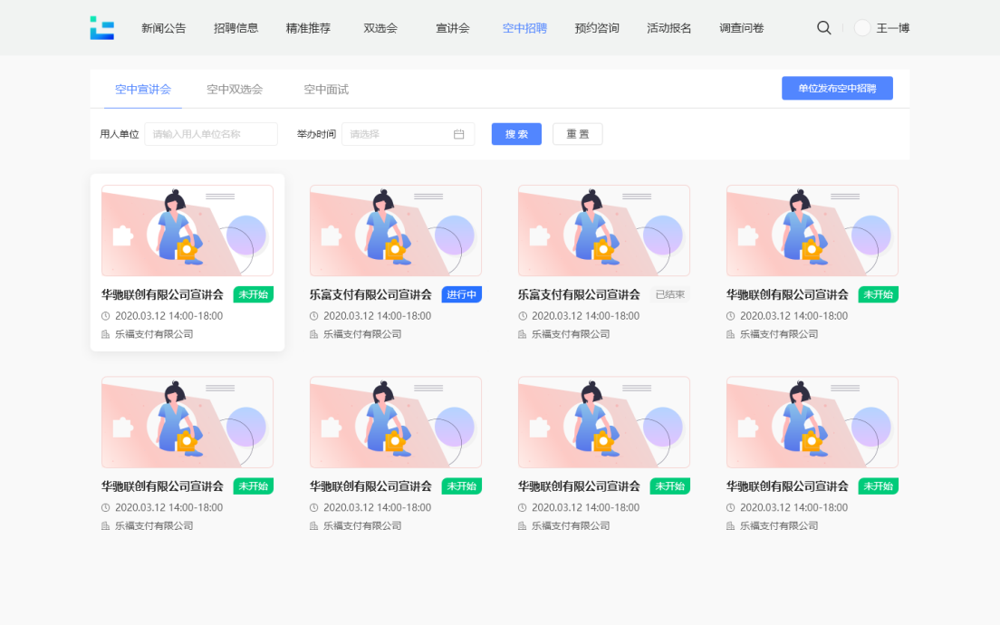 新闻公告 招聘信息 精准推荐 双选会 宣讲会 空中招聘 预约咨询 活动报名 调查问卷 王一博
空中宣讲会 空中双选会 空中面试 单位发布空中招聘
用人单位 请输入用人单位名称 举办时间 请选择 搜 索 重 置
华驰联创有限公司宣讲会 未开始
2020.03.12 14:00-18:00
乐福支付有限公司
乐富支付有限公司宣讲会 进行中
2020.03.12 14:00-18:00
乐福支付有限公司
乐富支付有限公司宣讲会 已结束
2020.03.12 14:00-18:00
乐福支付有限公司
华驰联创有限公司宣讲会 未开始
2020.03.12 14:00-18:00
乐福支付有限公司
华驰联创有限公司宣讲会 未开始
2020.03.12 14:00-18:00
乐福支付有限公司
华驰联创有限公司宣讲会 未开始
2020.03.12 14:00-18:00
乐福支付有限公司
华驰联创有限公司宣讲会 未开始
2020.03.12 14:00-18:00
乐福支付有限公司
华驰联创有限公司宣讲会 未开始
2020.03.12 14:00-18:00
乐福支付有限公司